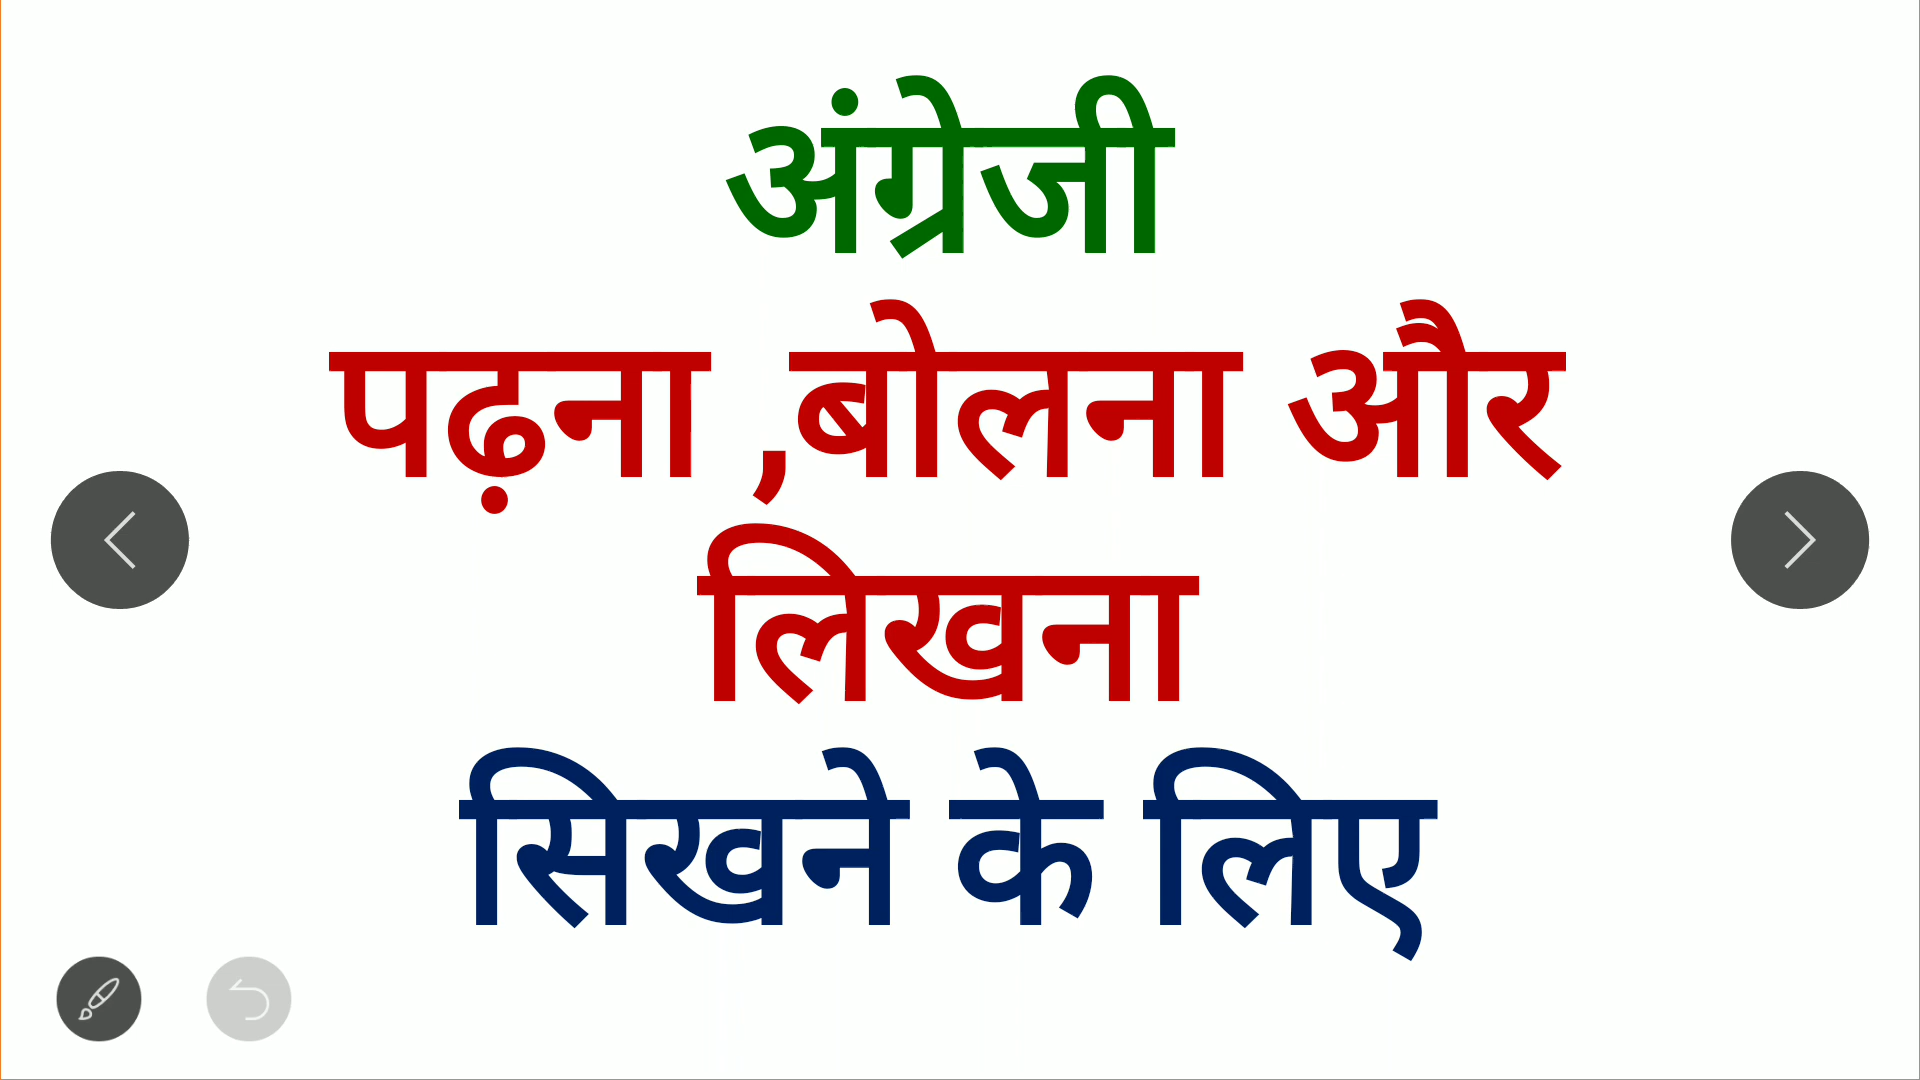 अंग्रेजी
पढ़ना ,बोलना और
लिखना
सिखने के लिए